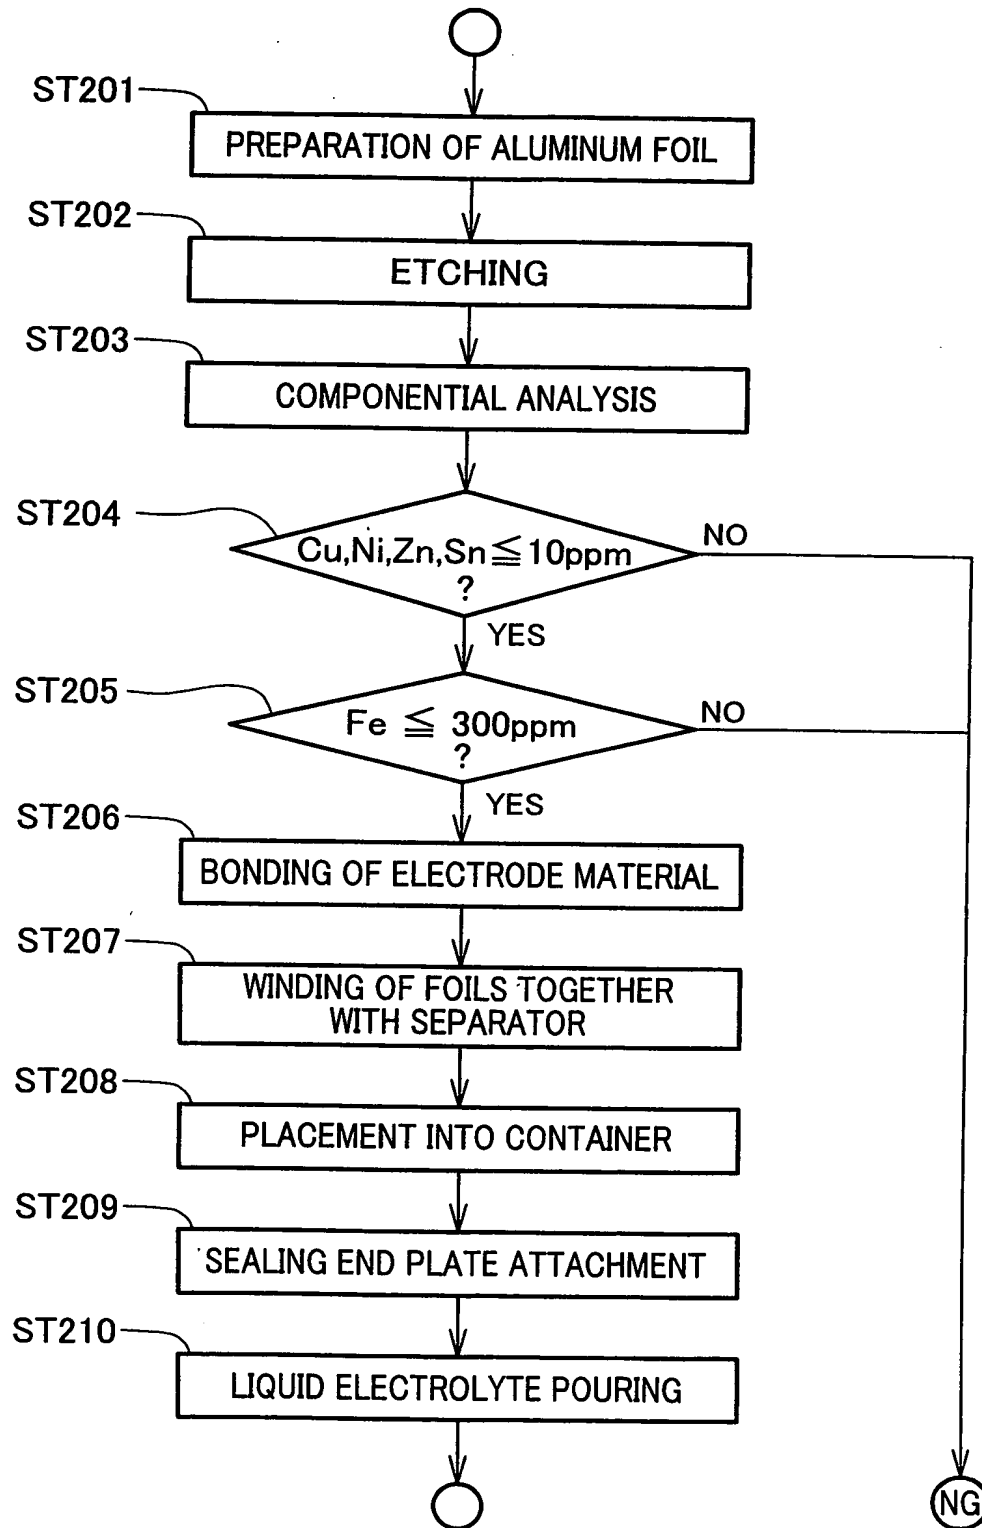 ST201
PREPARATION OF ALUMINUM FOIL
ST202
ETCHING
ST203
COMPONENTIAL ANALYSIS
ST204
Cu,Ni,Zn,Sn≦10ppm
?
NO
YES
ST205
Fe ≦ 300ppm
?
NO
YES
ST206
BONDING OF ELECTRODE MATERIAL
ST207
WINDING OF FOILS TOGETHER
WITH SEPARATOR
ST208
PLACEMENT INTO CONTAINER
ST209
SEALING END PLATE ATTACHMENT
ST210
LIQUID ELECTROLYTE POURING
NG